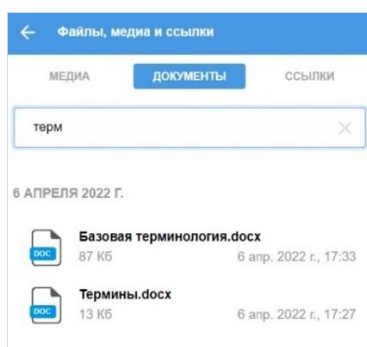 Файлы, медиа и ссылки
МЕДИА ДОКУМЕНТЫ ССЫЛКИ
терм
6 АПРЕЛЯ 2022 Г.
Базовая терминология.docx
DOC 87 Кб 6 апр. 2022 г., 17:33
Термины.docx
DOC 13 Кб 6 апр. 2022 г., 17:27